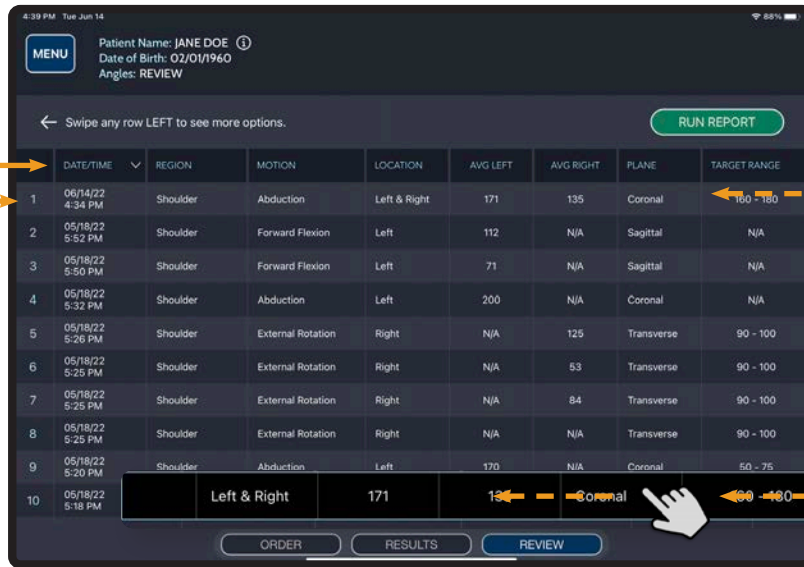 4:39 PM Tue Jun 14 88%
MENU
Patient Name: JANE DOE
Date of Birth: 02/01/1960
Angles: REVIEW
Swipe any row LEFT to see more options. RUN REPORT
DATE/TIME REGION MOTION LOCATION AVG LEFT AVG RIGHT PLANE TARGET RANGE
1 06/14/22 4:34 PM Shoulder Abduction Left & Right 171 135 Coronal 160 - 180
2 05/18/22 5:52 PM Shoulder Forward Flexion Left 112 N/A Sagittal N/A
3 05/18/22 5:50 PM Shoulder Forward Flexion Left 71 N/A Sagittal N/A
4 05/18/22 5:32 PM Shoulder Abduction Left 200 N/A Coronal N/A
5 05/18/22 5:26 PM Shoulder External Rotation Right N/A 125 Transverse 90 - 100
6 05/18/22 5:25 PM Shoulder External Rotation Right N/A 53 Transverse 90 - 100
7 05/18/22 5:25 PM Shoulder External Rotation Right N/A 84 Transverse 90 - 100
8 05/18/22 5:25 PM Shoulder External Rotation Right N/A N/A Transverse 90 - 100
9 05/18/22 5:20 PM Shoulder Abduction Left 170 N/A Coronal 50 - 75
10 05/18/22 5:18 PM
Left & Right 171 Coronal
ORDER RESULTS REVIEW